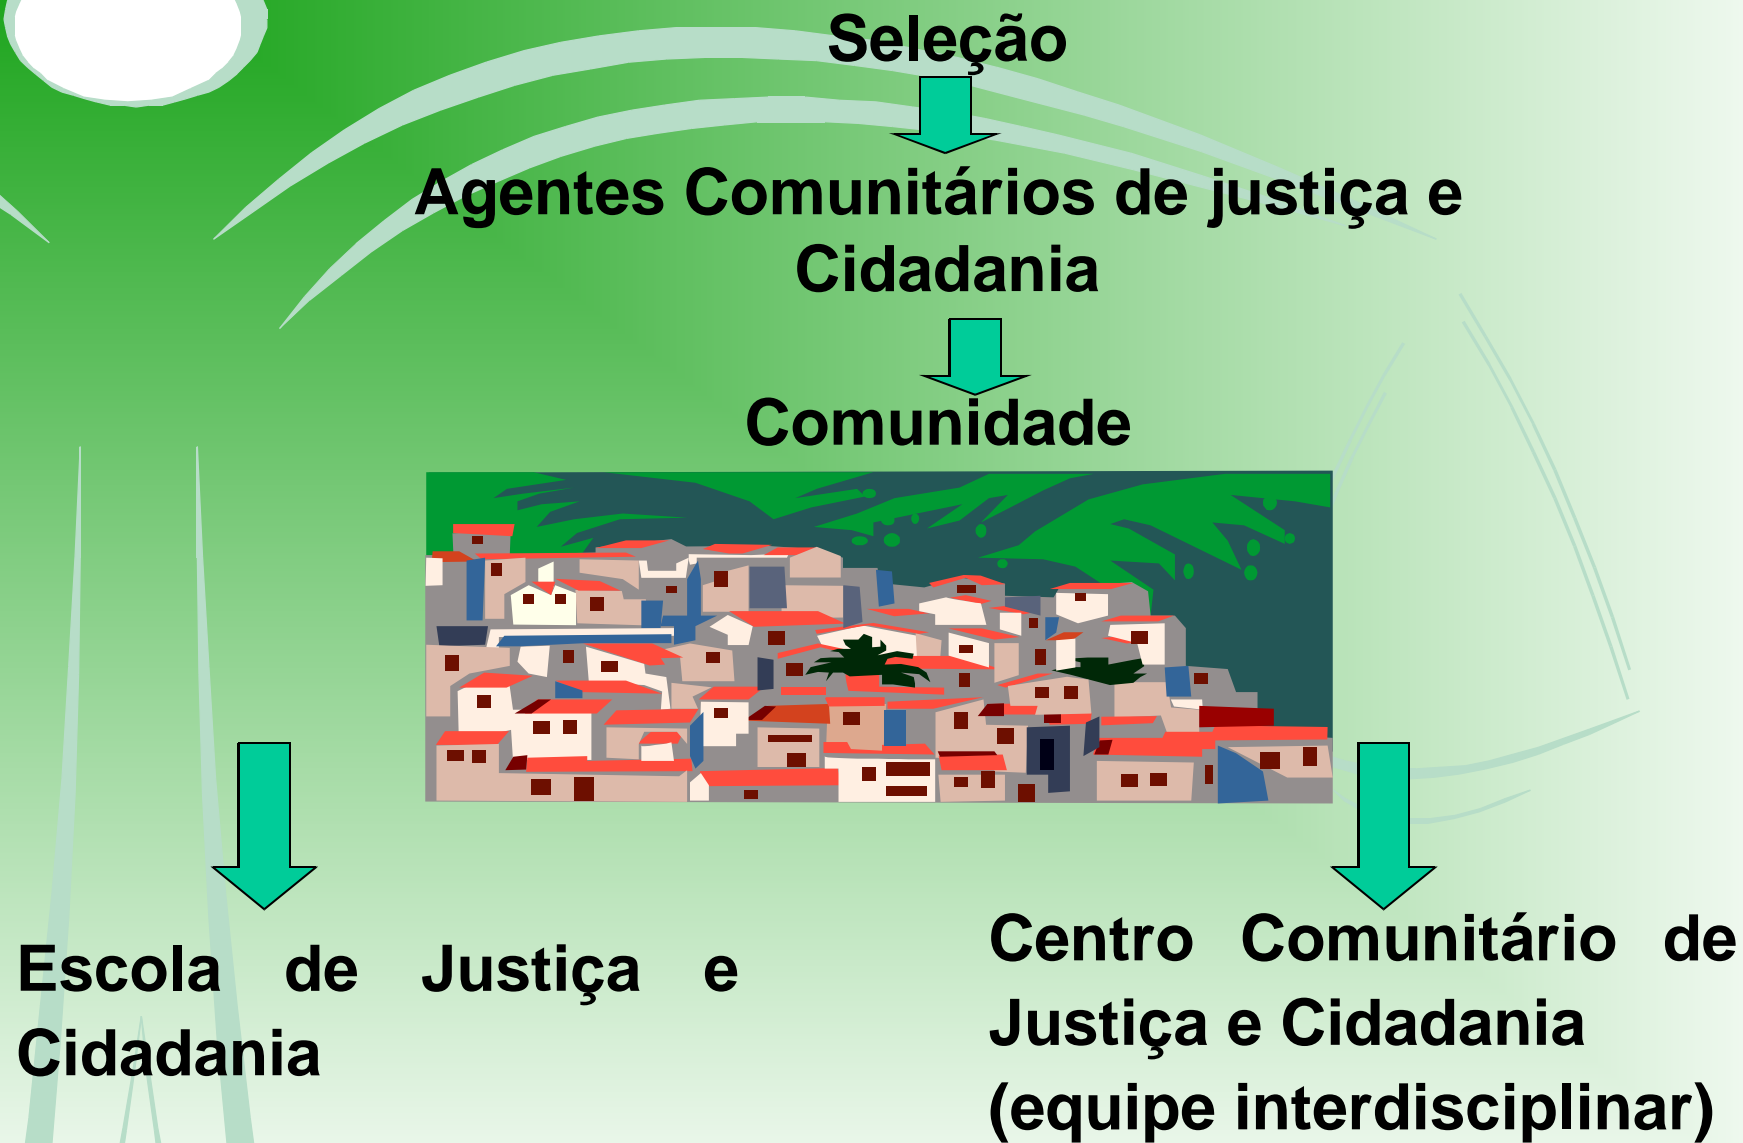 Seleção
Agentes Comunitários de justiça e
Cidadania
Comunidade
Escola de Justiça e
Cidadania
Centro Comunitário de
Justiça e Cidadania
(equipe interdisciplinar)